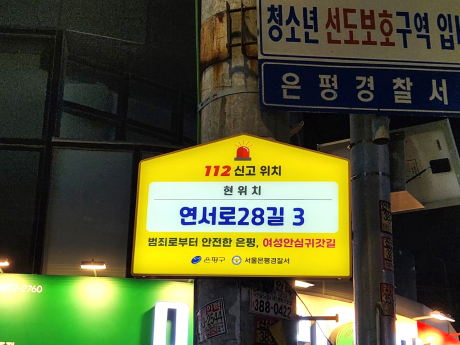 청소년 선도보호구역 입니
은평경찰서
112 신고 위치
현위치
연서로28길 3
범죄로부터 안전한 은평, 여성안심귀갓길
은평구 서울은평경찰서
2760
388-0422